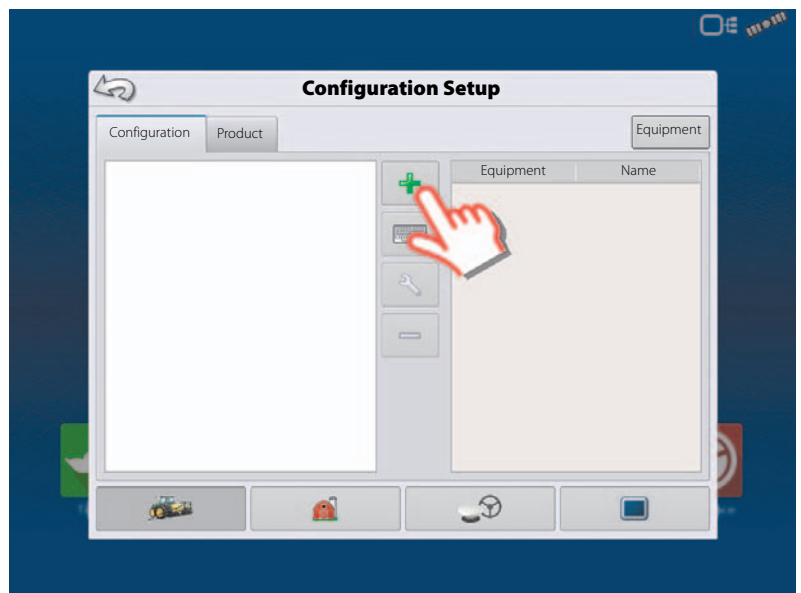 Configuration Setup
Configuration
Product
Equipment
Equipment
Name